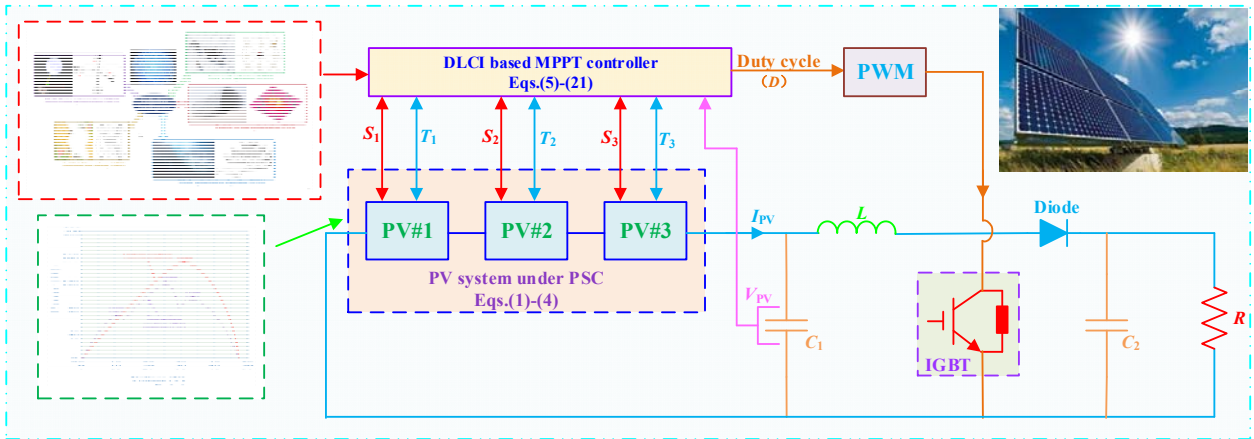 DLCI based MPPT controller
Eqs.(5)-(21)
Duty cycle
(D)
PWM
S1
T1
S2
T2
S3
T3
PV#1
PV#2
PV#3
PV system under PSC
Eqs.(1)-(4)
IPV
L
Diode
VPV
C1
IGBT
C2
R